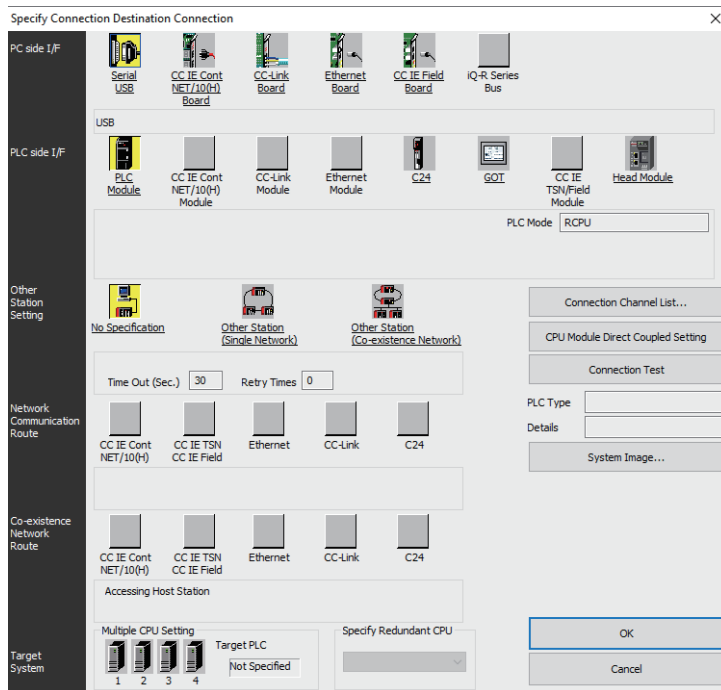 Specify Connection Destination Connection
PC side I/F
Serial
USB
CC IE Cont
NET/10(H)
Board
CC-Link
Board
Ethernet
Board
CC IE Field
Board
iQ-R Series
Bus
USB
PLC side I/F
PLC
Module
CC IE Cont
NET/10(H)
Module
CC-Link
Module
Ethernet
Module
C24
GOT
CC IE
TSN/Field
Module
Head Module
PLC Mode RCPU
Other
Station
Setting
No Specification
Other Station
(Single Network)
Other Station
(Co-existence Network)
Connection Channel List...
CPU Module Direct Coupled Setting
Time Out (Sec.) 30 Retry Times 0
Connection Test
Network
Communication
Route
CC IE Cont
NET/10(H)
CC IE TSN
CC IE Field
Ethernet
CC-Link
C24
PLC Type
Details
System Image...
Co-existence
Network
Route
CC IE Cont
NET/10(H)
CC IE TSN
CC IE Field
Ethernet
CC-Link
C24
Accessing Host Station
Target
System
Multiple CPU Setting
1 2 3 4
Target PLC
Not Specified
Specify Redundant CPU
OK
Cancel